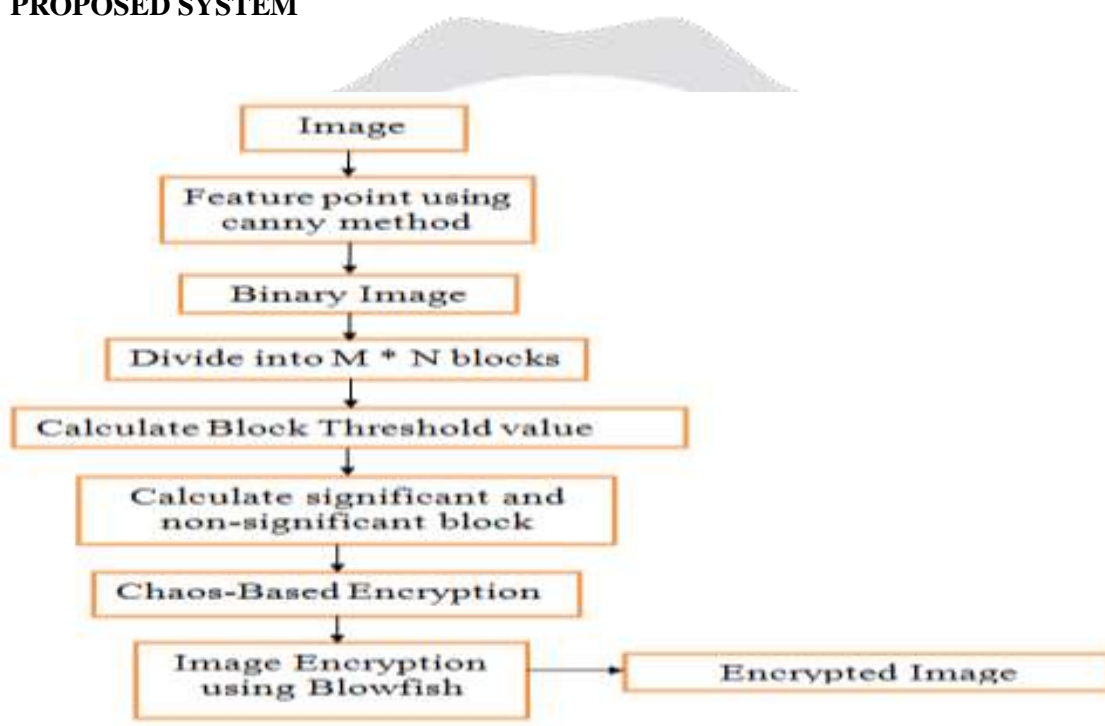 PROPOSED SYSTEM
Image
Feature point using
canny method
Binary Image
Divide into M * N blocks
Calculate Block Threshold value
Calculate significant and
non-significant block
Chaos-Based Encryption
Image Encryption
using Blowfish
Encrypted Image